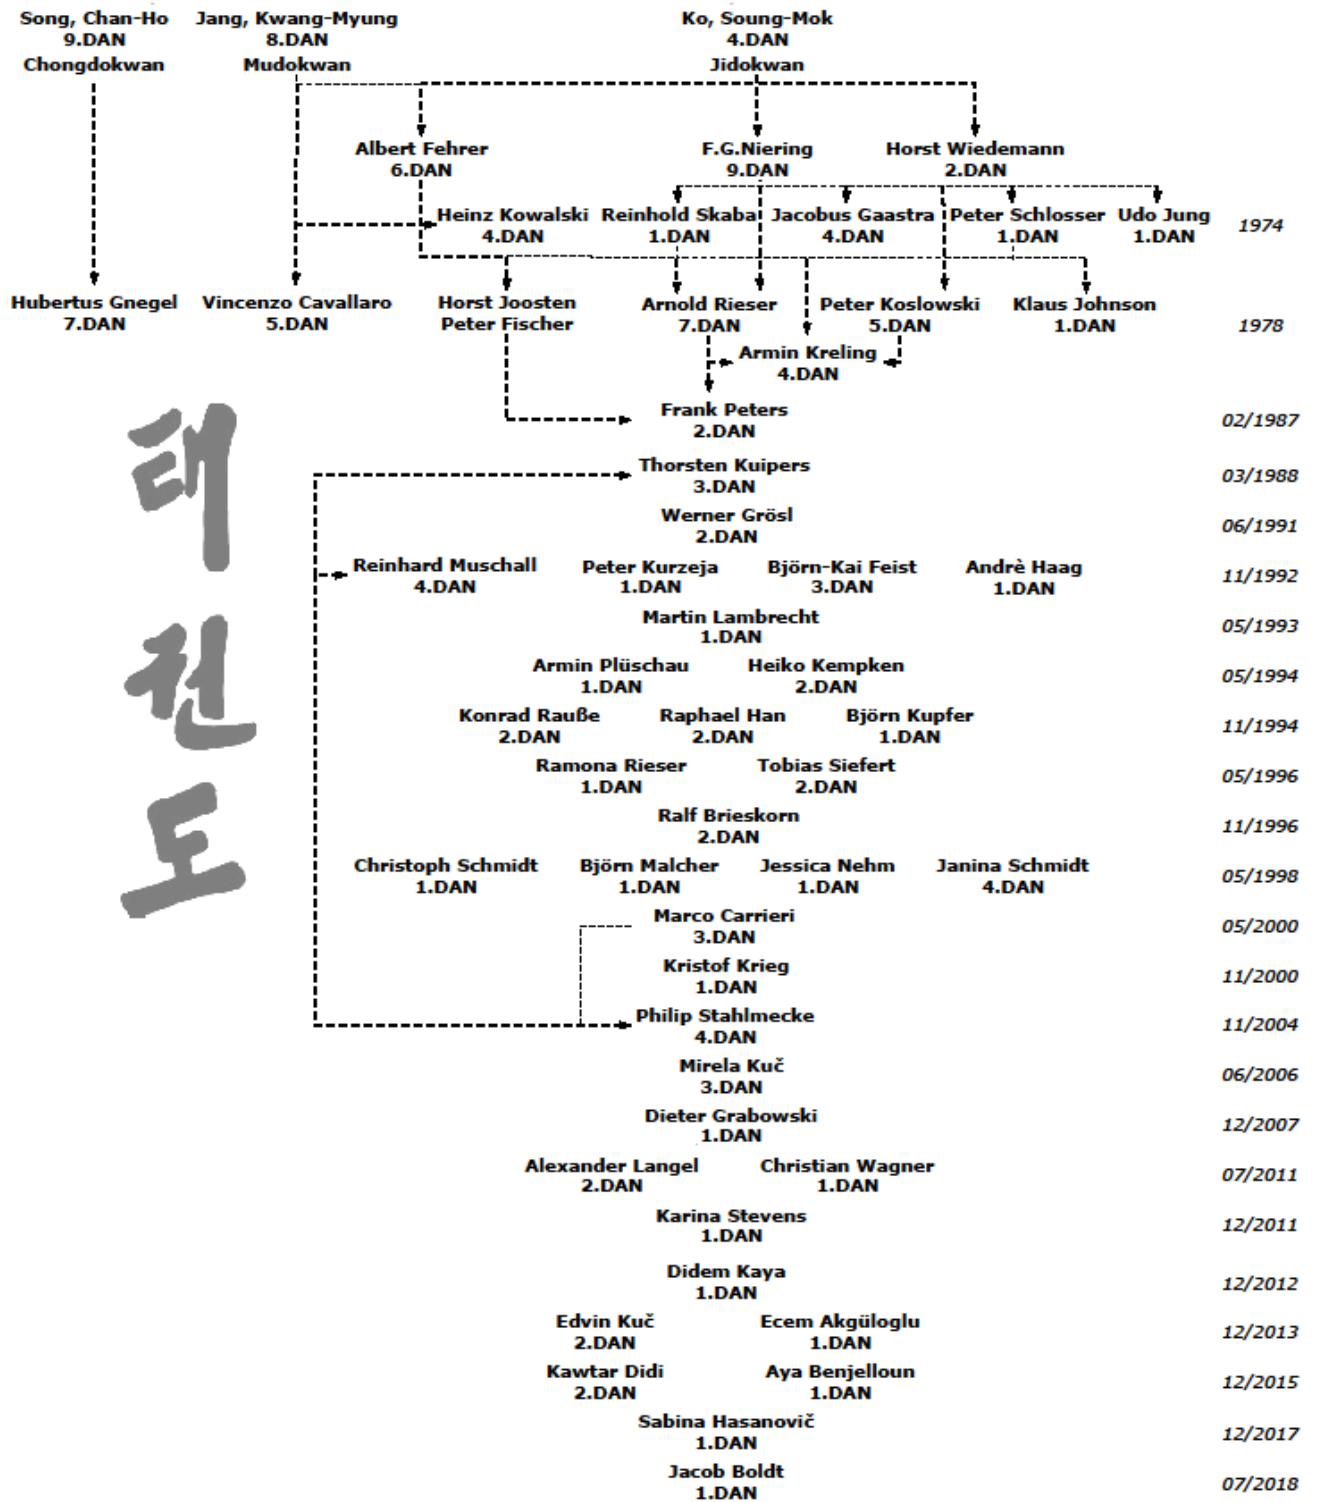 Song, Chan-Ho Jang, Kwang-Myung Ko, Soung-Mok
9.DAN 8.DAN 4.DAN
Chongdokwan Mudokwan Jidokwan
Albert Fehrer F.G.Niering Horst Wiedemann
6.DAN 9.DAN 2.DAN
Heinz Kowalski Reinhold Skaba Jacobus Gaastra Peter Schlosser Udo Jung 1974
4.DAN 1.DAN 4.DAN 1.DAN 1.DAN
Hubertus Gnegel Vincenzo Cavallaro Horst Joosten Arnold Rieser Peter Koslowski Klaus Johnson
7.DAN 5.DAN Peter Fischer 7.DAN 5.DAN 1.DAN 1978
Armin Kreling
4.DAN
Frank Peters 02/1987
2.DAN
태
Thorsten Kuipers 03/1988
3.DAN
Werner Grösl 06/1991
2.DAN
Reinhard Muschall Peter Kurzeja Björn-Kai Feist Andrè Haag 11/1992
4.DAN 1.DAN 3.DAN 1.DAN
Martin Lambrecht 05/1993
1.DAN
권
Armin Plüschau Heiko Kempken 05/1994
1.DAN 2.DAN
Konrad Rauße Raphael Han Björn Kupfer 11/1994
2.DAN 2.DAN 1.DAN
Ramona Rieser Tobias Siefert 05/1996
1.DAN 2.DAN
도
Ralf Brieskorn 11/1996
2.DAN
Christoph Schmidt Björn Malcher Jessica Nehm Janina Schmidt 05/1998
1.DAN 1.DAN 1.DAN 4.DAN
Marco Carrieri 05/2000
3.DAN
Kristof Krieg 11/2000
1.DAN
Philip Stahlmecke 11/2004
4.DAN
Mirela Kuč 06/2006
3.DAN
Dieter Grabowski 12/2007
1.DAN
Alexander Langel Christian Wagner 07/2011
2.DAN 1.DAN
Karina Stevens 12/2011
1.DAN
Didem Kaya 12/2012
1.DAN
Edvin Kuč Ecem Akgüloglu 12/2013
2.DAN 1.DAN
Kawtar Didi Aya Benjelloun 12/2015
2.DAN 1.DAN
Sabina Hasanovič 12/2017
1.DAN
Jacob Boldt 07/2018
1.DAN